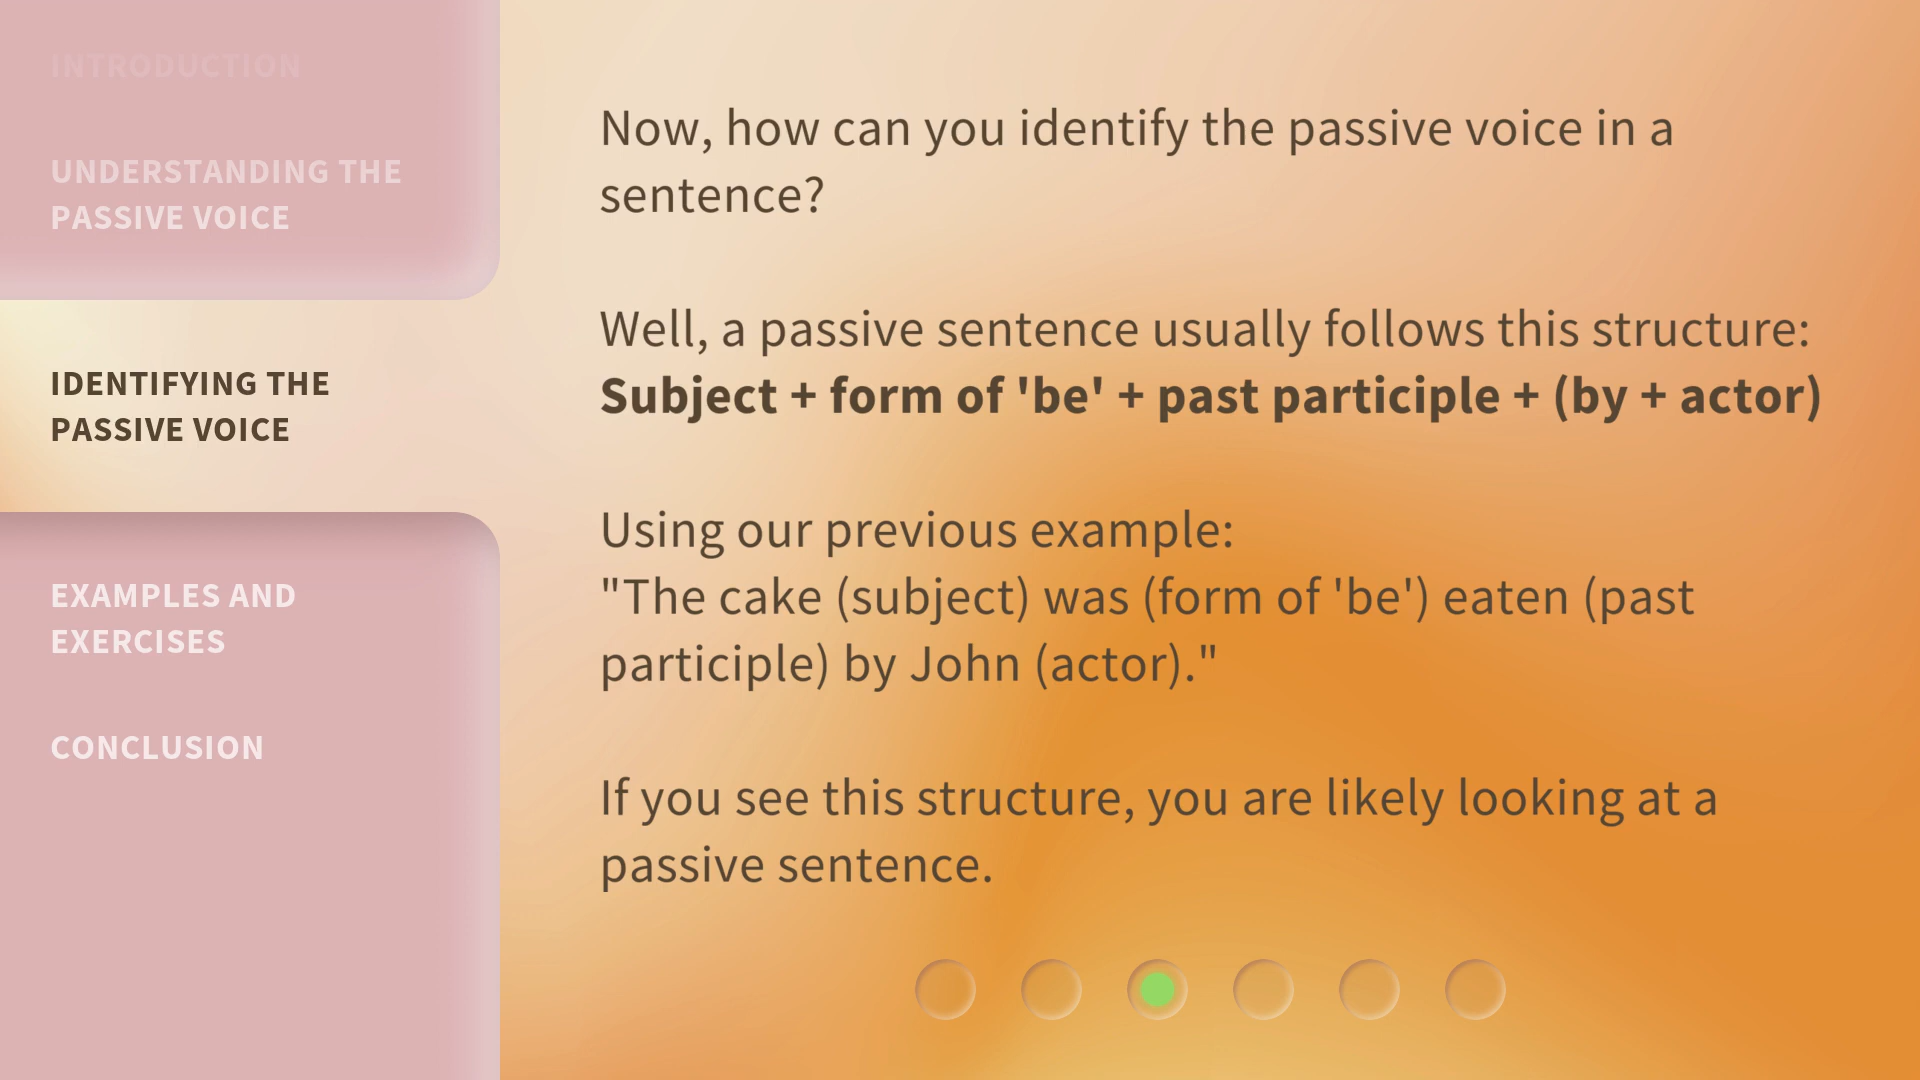 INTRODUCTION
UNDERSTANDING THE
PASSIVE VOICE
IDENTIFYING THE
PASSIVE VOICE
EXAMPLES AND
EXERCISES
CONCLUSION
Now, how can you identify the passive voice in a
sentence?
Well, a passive sentence usually follows this structure:
Subject + form of 'be' + past participle + (by + actor)
Using our previous example:
"The cake (subject) was (form of 'be') eaten (past
participle) by John (actor)."
If you see this structure, you are likely looking at a
passive sentence.